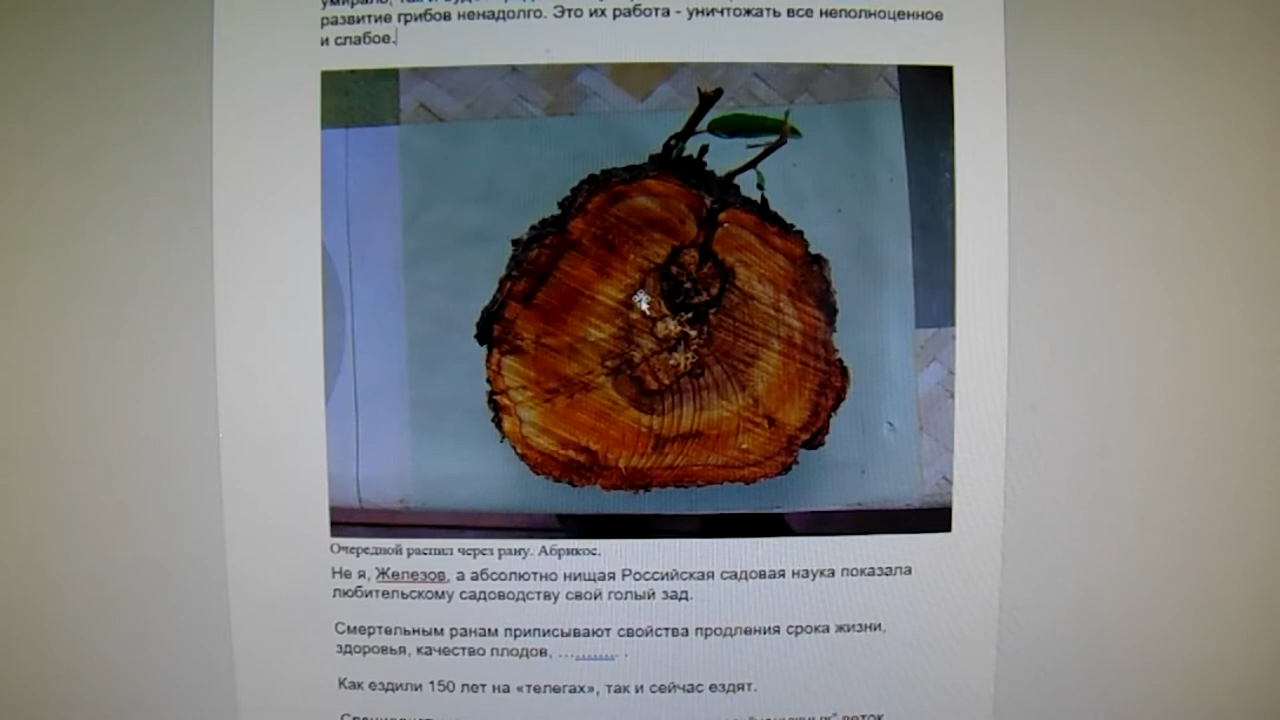 развитие грибов ненадолго. Это их работа - уничтожать все неполноценное
и слабое.
Очередной распил через рану. Абрикос.
Не я, Железов, а абсолютно нищая Российская садовая наука показала
любительскому садоводству свой голый зад.
Смертельным ранам приписывают свойства продления срока жизни,
здоровья, качество плодов, ………. .
Как ездили 150 лет на «телегах», так и сейчас ездят.
веток